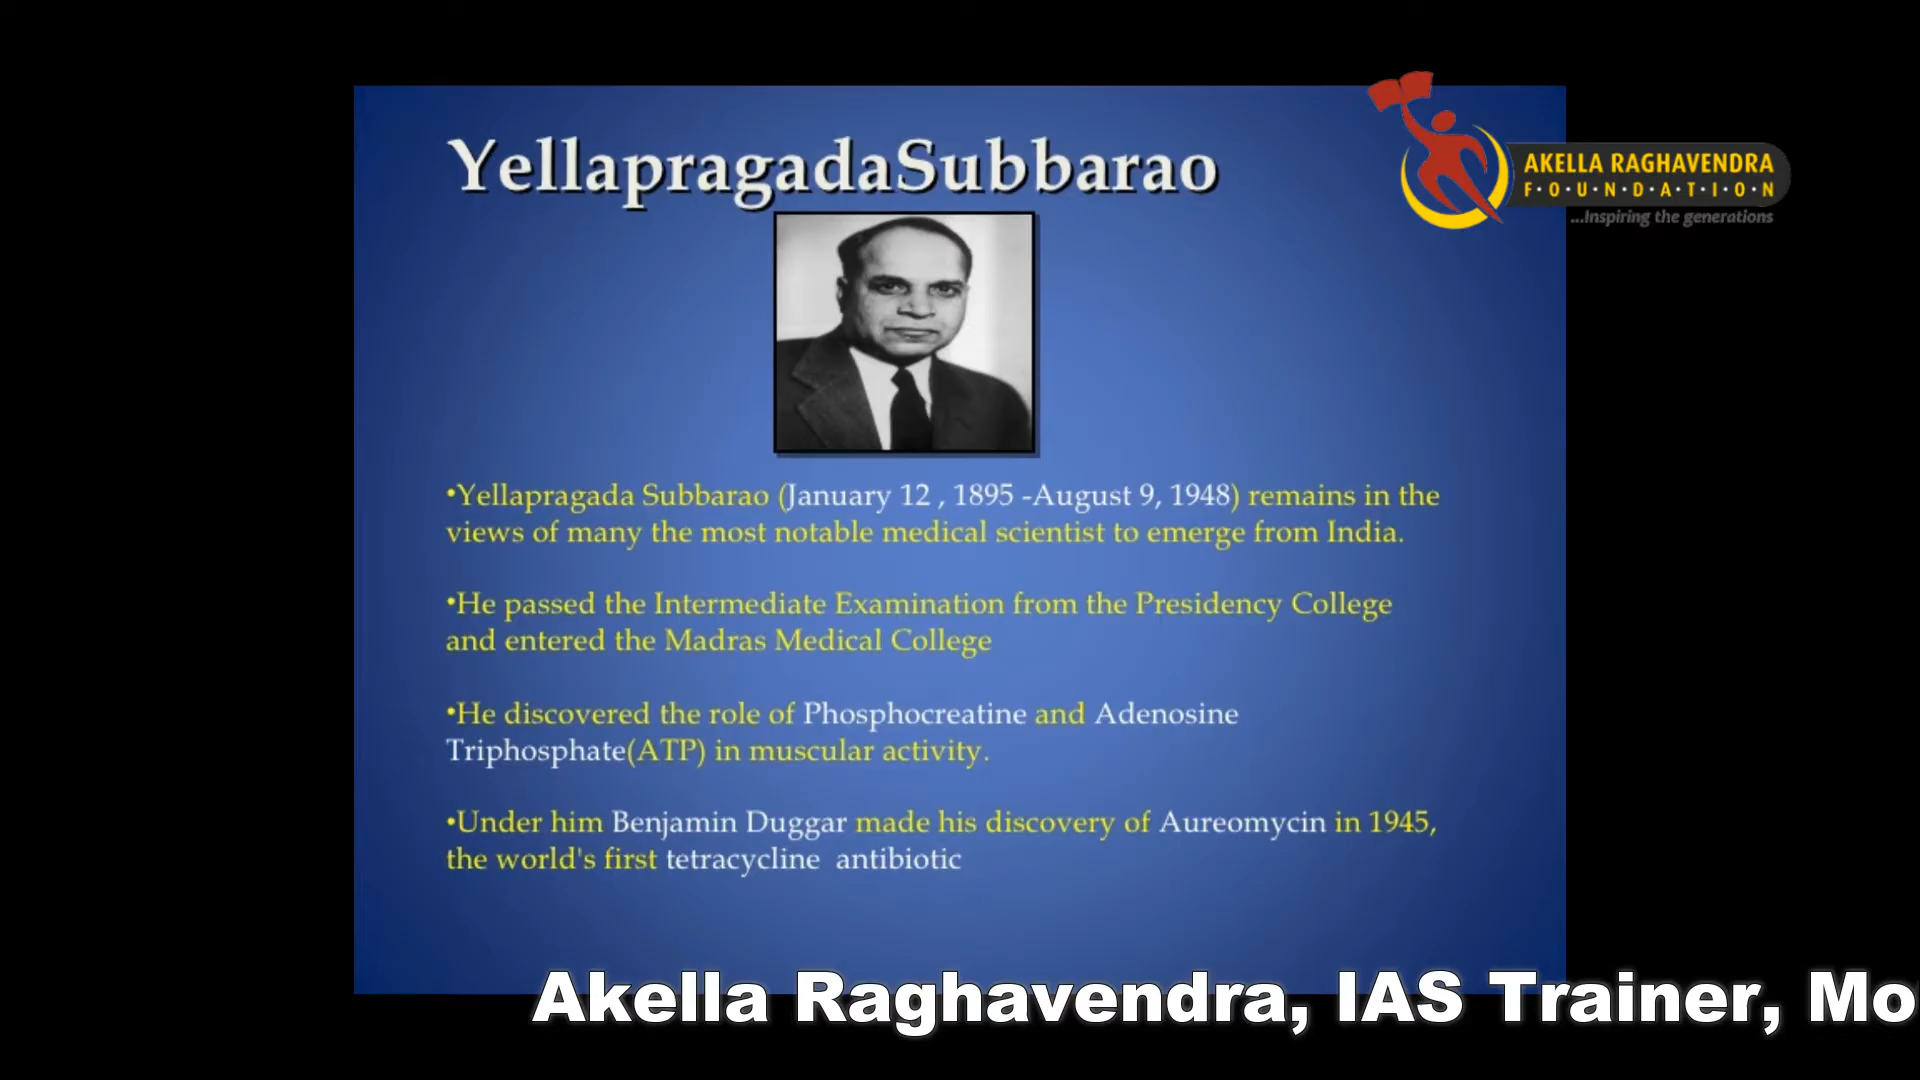 YellapragadaSubbarao
AKELLA RAGHAVENDRA
F·O·U·N·D·A·T·I·O·N
...Inspiring the generations
•Yellapragada Subbarao (January 12 , 1895 -August 9, 1948) remains in the
views of many the most notable medical scientist to emerge from India.
•He passed the Intermediate Examination from the Presidency College
and entered the Madras Medical College
•He discovered the role of Phosphocreatine and Adenosine
Triphosphate(ATP) in muscular activity.
•Under him Benjamin Duggar made his discovery of Aureomycin in 1945,
the world's first tetracycline  antibiotic
Akella Raghavendra, IAS Trainer, Mo